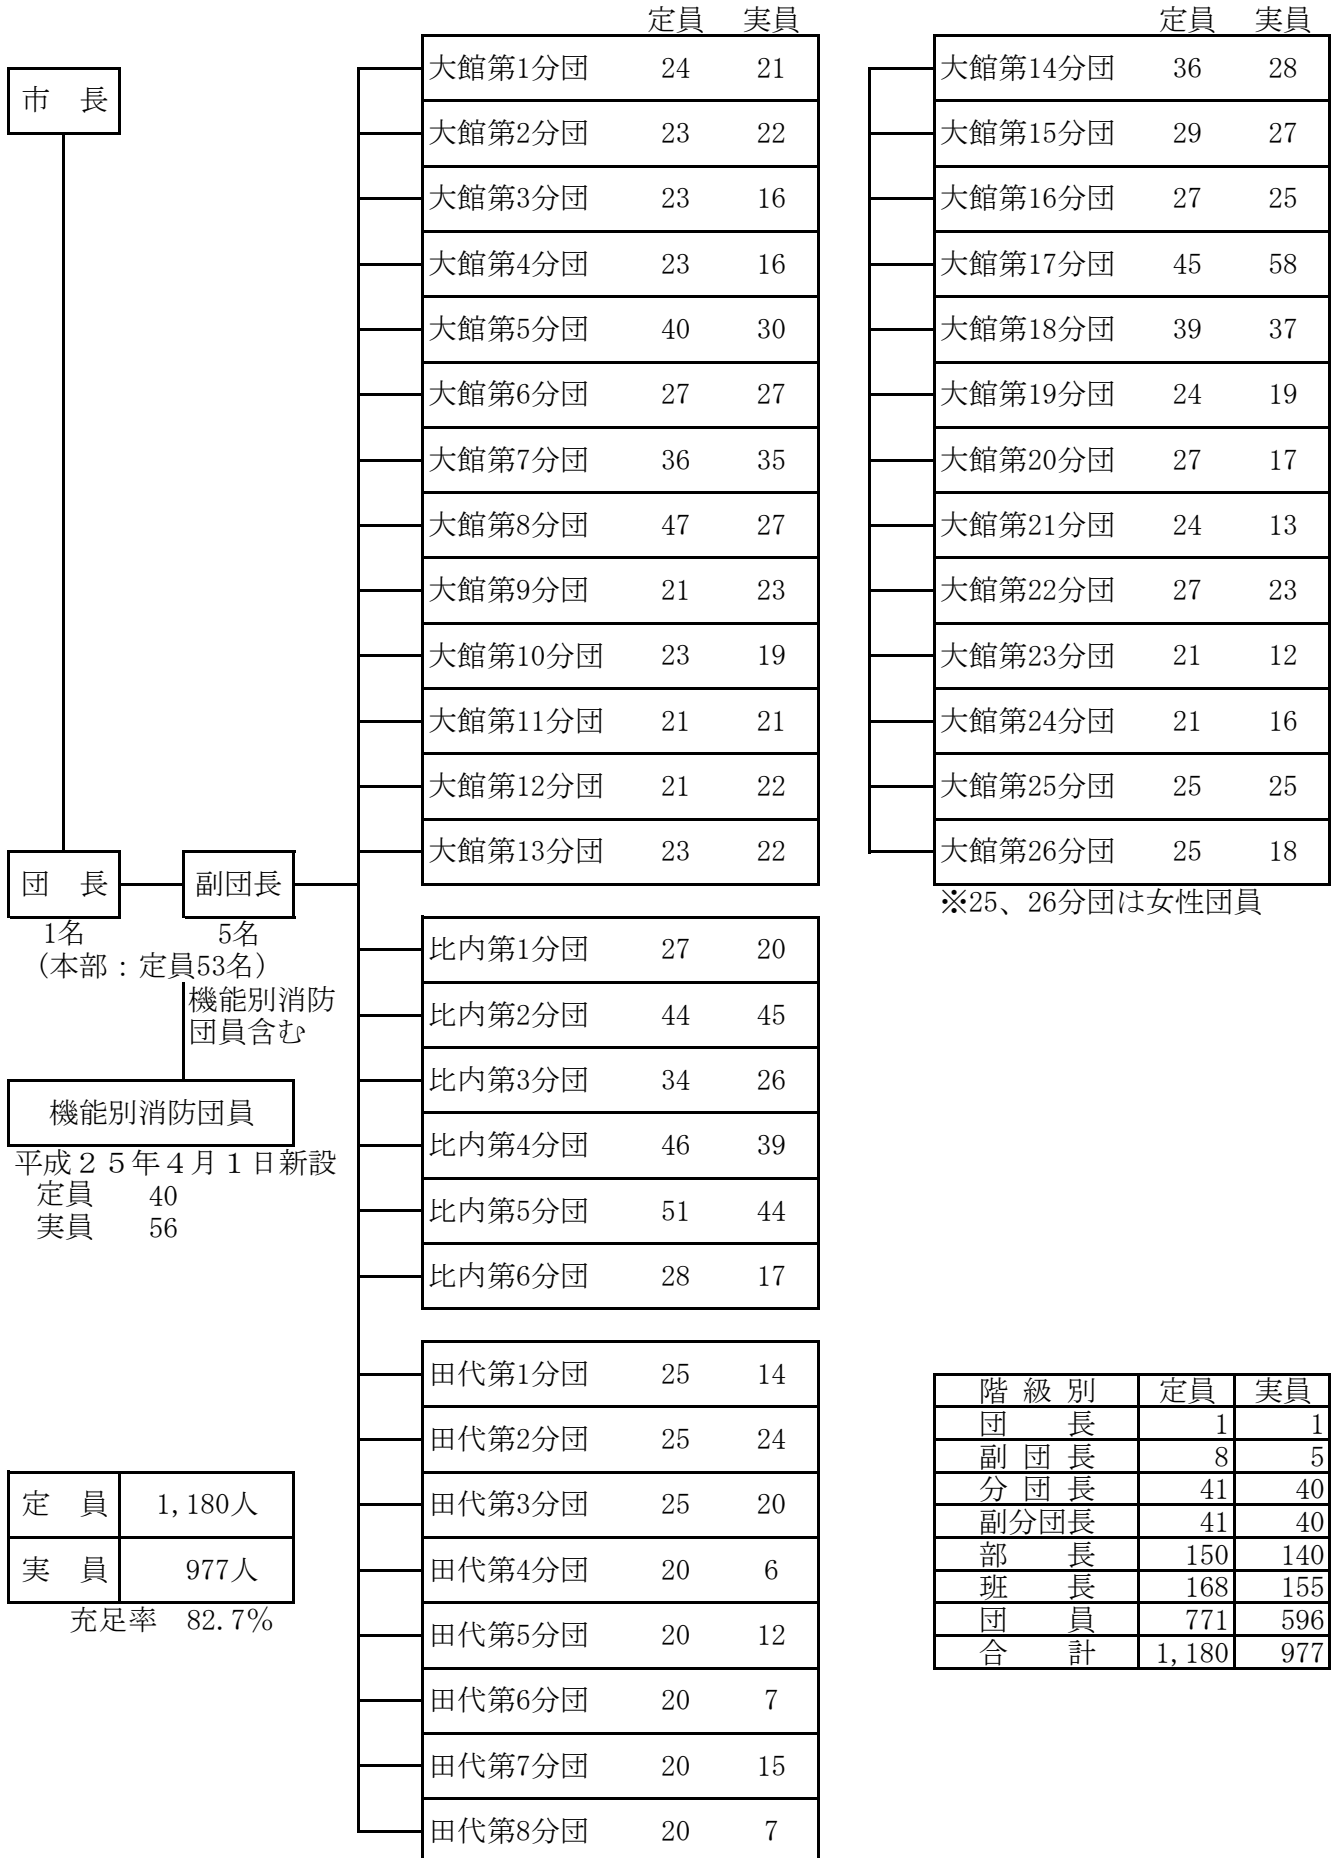 市　長
団　長
1名
副団長
5名
（本部：定員53名）
機能別消防
団員含む
機能別消防団員
平成２５年４月１日新設
定員　40
実員　56
定　員　1,180人
実　員　977人
充足率　82.7%
定員　実員
大館第1分団　24　21
大館第2分団　23　22
大館第3分団　23　16
大館第4分団　23　16
大館第5分団　40　30
大館第6分団　27　27
大館第7分団　36　35
大館第8分団　47　27
大館第9分団　21　23
大館第10分団　23　19
大館第11分団　21　21
大館第12分団　21　22
大館第13分団　23　22
比内第1分団　27　20
比内第2分団　44　45
比内第3分団　34　26
比内第4分団　46　39
比内第5分団　51　44
比内第6分団　28　17
田代第1分団　25　14
田代第2分団　25　24
田代第3分団　25　20
田代第4分団　20　6
田代第5分団　20　12
田代第6分団　20　7
田代第7分団　20　15
田代第8分団　20　7
定員　実員
大館第14分団　36　28
大館第15分団　29　27
大館第16分団　27　25
大館第17分団　45　58
大館第18分団　39　37
大館第19分団　24　19
大館第20分団　27　17
大館第21分団　24　13
大館第22分団　27　23
大館第23分団　21　12
大館第24分団　21　16
大館第25分団　25　25
大館第26分団　25　18
※25、26分団は女性団員
階級別　定員　実員
団　長　1　1
副団長　8　5
分団長　41　40
副分団長　41　40
部　長　150　140
班　長　168　155
団　員　771　596
合　計　1,180　977